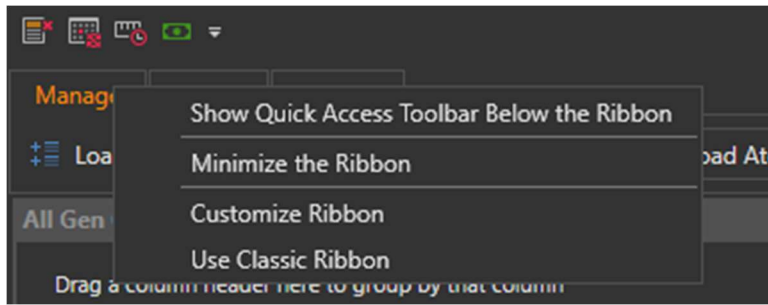 Manage
Show Quick Access Toolbar Below the Ribbon
Loa
Minimize the Ribbon
oad At
Customize Ribbon
All Gen
Use Classic Ribbon
Drag a column header here to group by that column